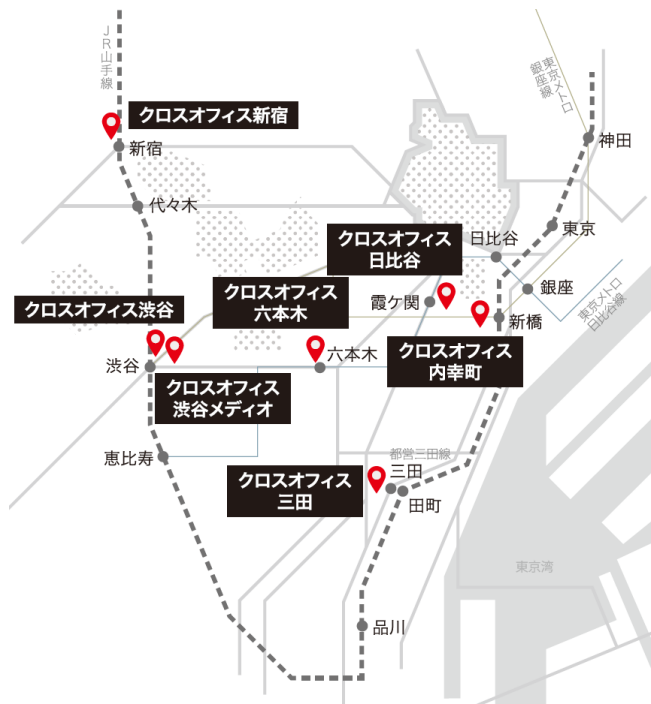 JR山手線
東京メトロ
銀座線
クロスオフィス新宿
新宿
神田
代々木
東京
クロスオフィス
日比谷
日比谷
クロスオフィス
六本木
霞ケ関
銀座
東京メトロ
日比谷線
クロスオフィス渋谷
新橋
六本木
クロスオフィス
内幸町
渋谷
クロスオフィス
渋谷メディオ
恵比寿
都営三田線
クロスオフィス
三田
三田
田町
東京湾
品川